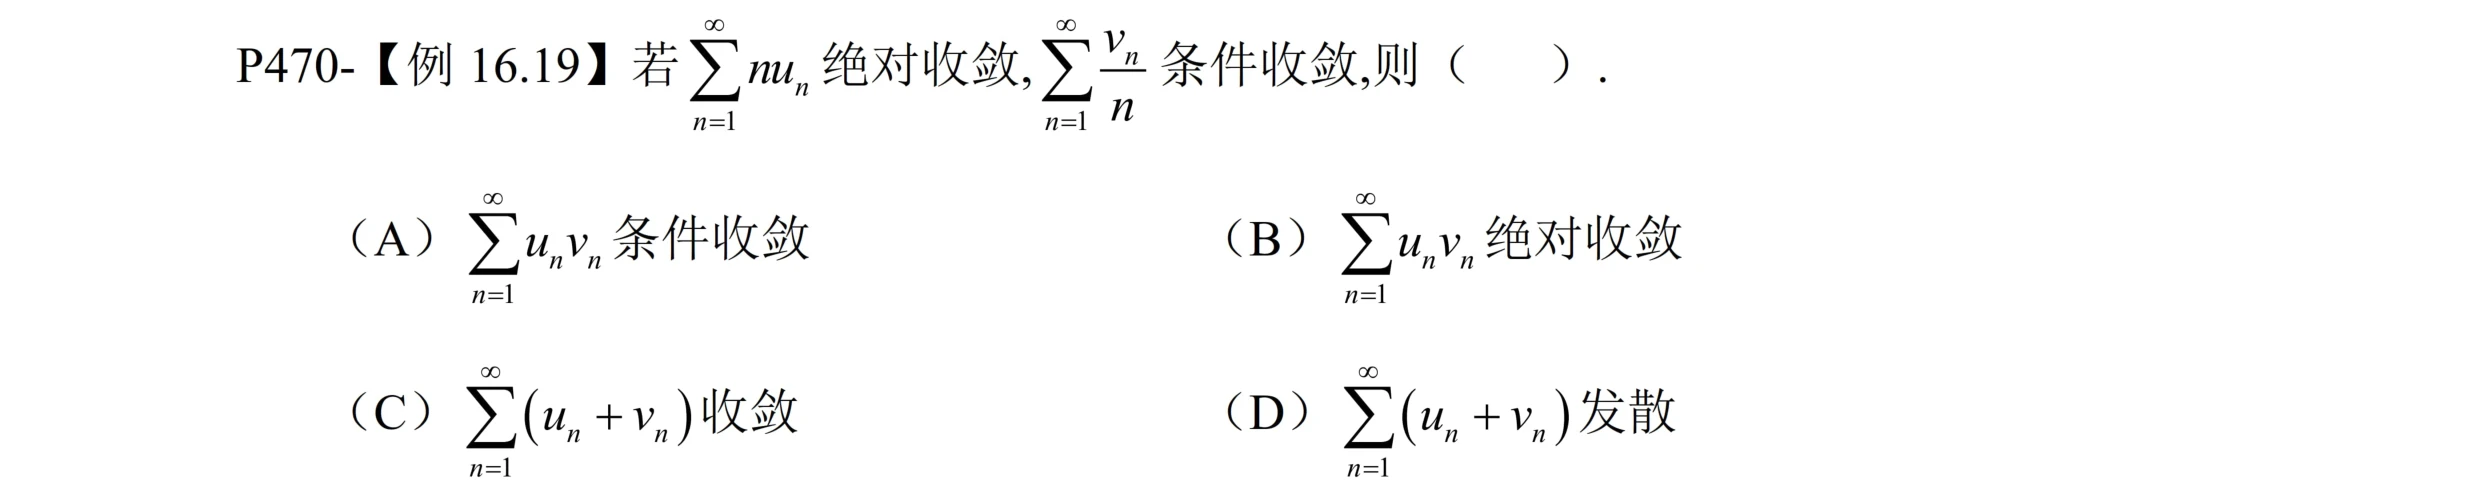 P470-【例 16.19】若 $\sum_{n=1}^{\infty} nu_n$ 绝对收敛, $\sum_{n=1}^{\infty} \frac{v_n}{n}$ 条件收敛,则（    ）.
（A） $\sum_{n=1}^{\infty} u_n v_n$ 条件收敛 （B） $\sum_{n=1}^{\infty} u_n v_n$ 绝对收敛
（C） $\sum_{n=1}^{\infty} (u_n + v_n)$ 收敛 （D） $\sum_{n=1}^{\infty} (u_n + v_n)$ 发散